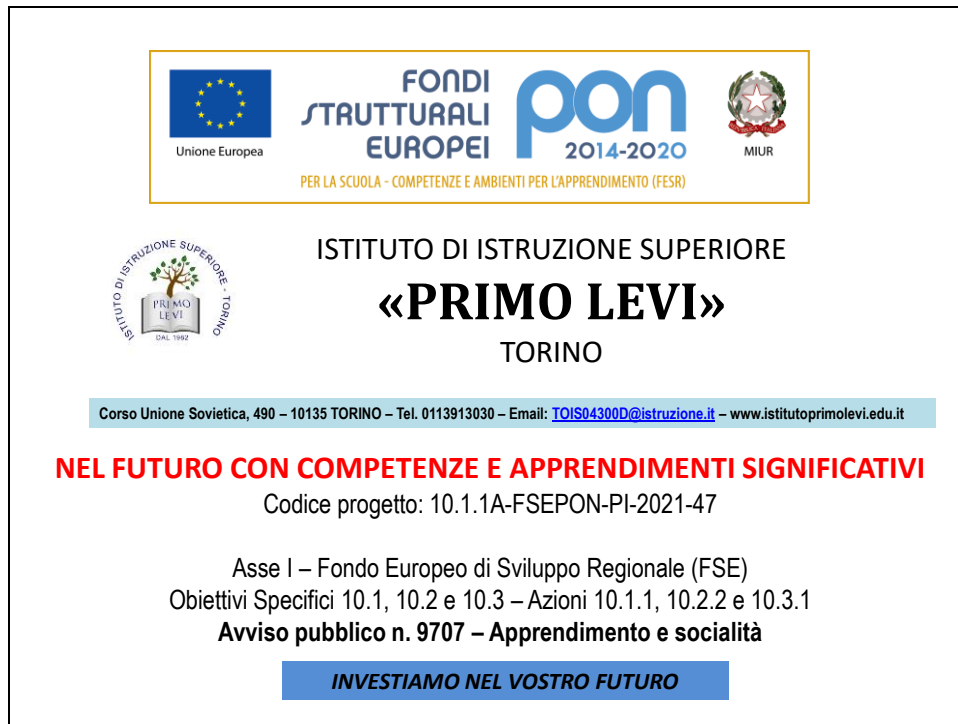 FONDI
STRUTTURALI
EUROPEI
pon
2014-2020
Unione Europea
MIUR
PER LA SCUOLA - COMPETENZE E AMBIENTI PER L'APPRENDIMENTO (FESR)
ISTITUTO DI ISTRUZIONE SUPERIORE - TORINO
PRIMO
LEVI
DAL 1992
ISTITUTO DI ISTRUZIONE SUPERIORE
«PRIMO LEVI»
TORINO
Corso Unione Sovietica, 490 – 10135 TORINO – Tel. 0113913030 – Email: TOIS04300D@istruzione.it – www.istitutoprimolevi.edu.it
NEL FUTURO CON COMPETENZE E APPRENDIMENTI SIGNIFICATIVI
Codice progetto: 10.1.1A-FSEPON-PI-2021-47
Asse I – Fondo Europeo di Sviluppo Regionale (FSE)
Obiettivi Specifici 10.1, 10.2 e 10.3 – Azioni 10.1.1, 10.2.2 e 10.3.1
Avviso pubblico n. 9707 – Apprendimento e socialità
INVESTIAMO NEL VOSTRO FUTURO